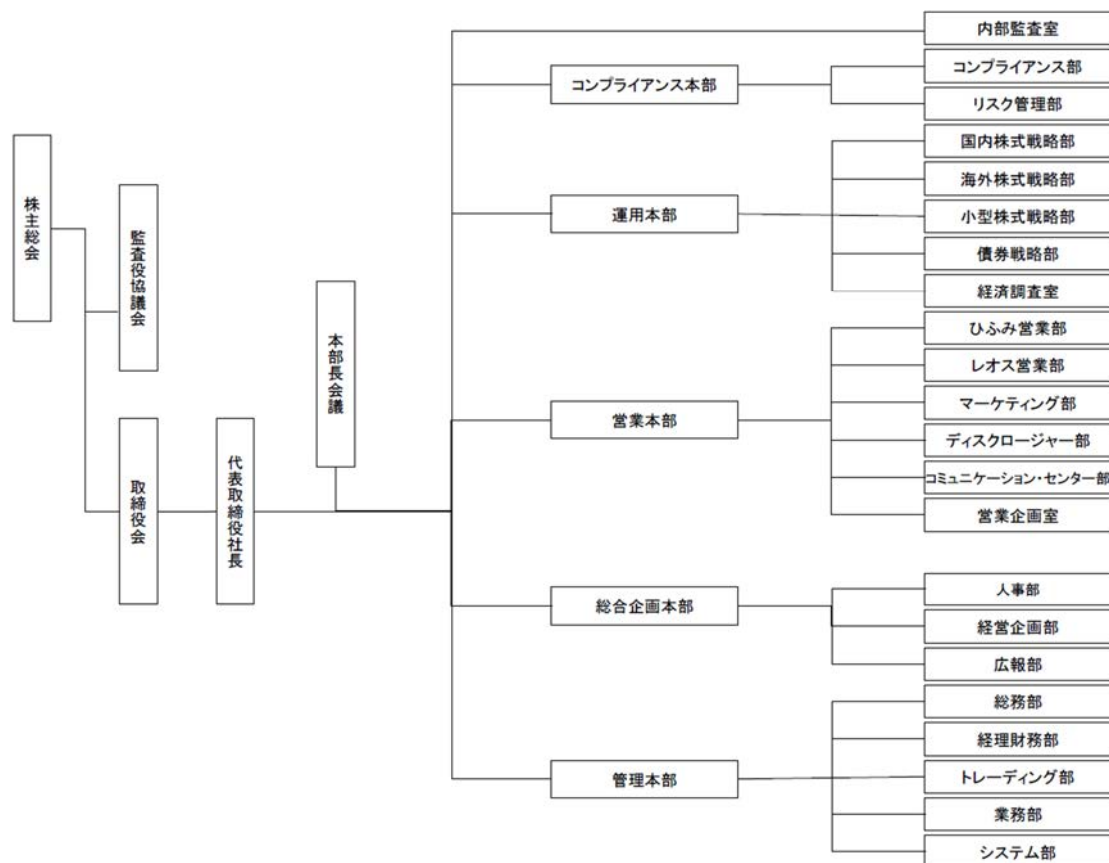 株主総会
監査役協議会
取締役会
代表取締役社長
本部長会議
内部監査室
コンプライアンス本部
コンプライアンス部
リスク管理部
運用本部
国内株式戦略部
海外株式戦略部
小型株式戦略部
債券戦略部
経済調査室
営業本部
ひふみ営業部
レオス営業部
マーケティング部
ディスクロージャー部
コミュニケーション・センター部
営業企画室
総合企画本部
人事部
経営企画部
広報部
管理本部
総務部
経理財務部
トレーディング部
業務部
システム部